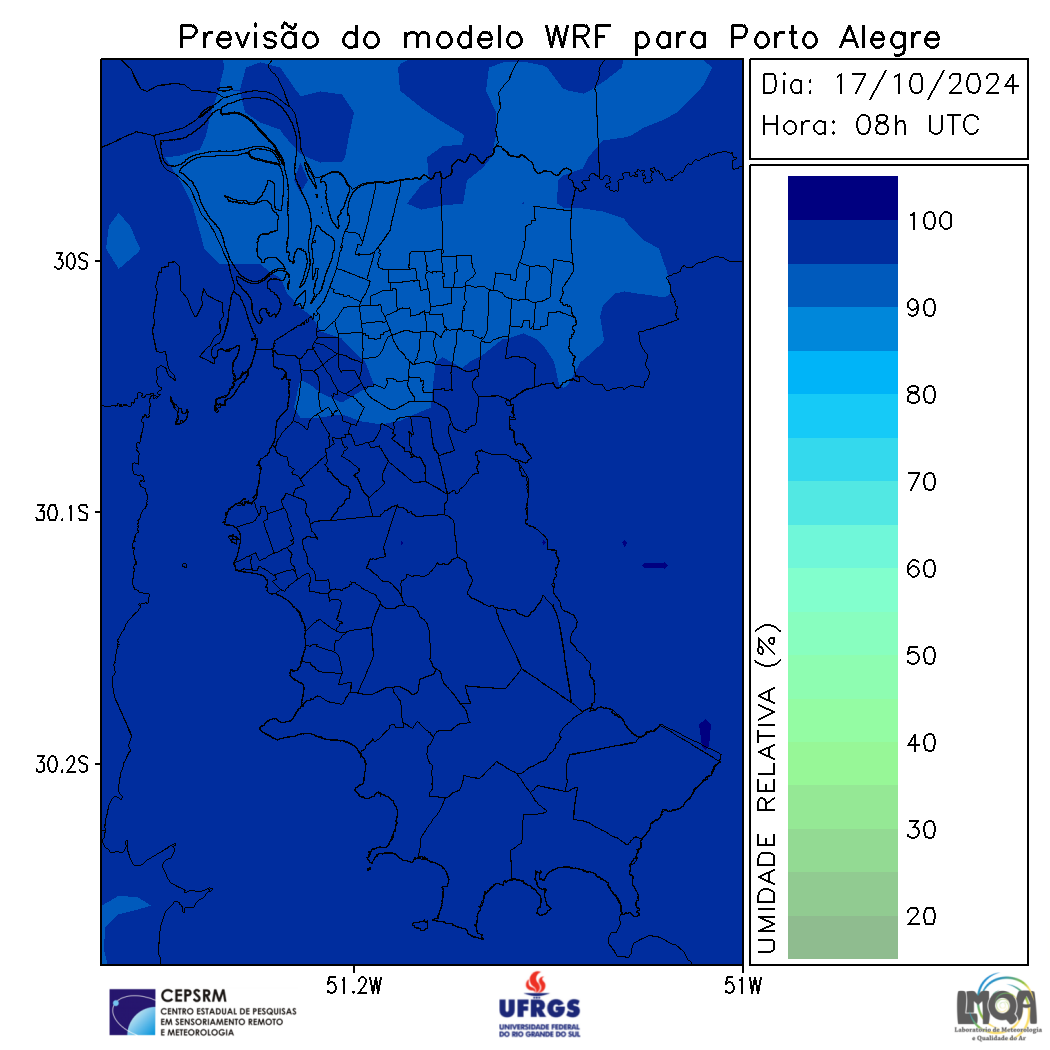 Previsão do modelo WRF para Porto Alegre
Dia: 17/10/2024
Hora: 08h UTC
100
90
80
70
60
50
40
30
20
UMIDADE RELATIVA (%)
30S
30.1S
30.2S
51.2W
51W
CEPSRM
CENTRO ESTADUAL DE PESQUISAS
EM SENSORIAMENTO REMOTO
E METEOROLOGIA
UFRGS
UNIVERSIDADE FEDERAL
DO RIO GRANDE DO SUL
LMQA
Laboratório de Meteorologia
e Qualidade do Ar